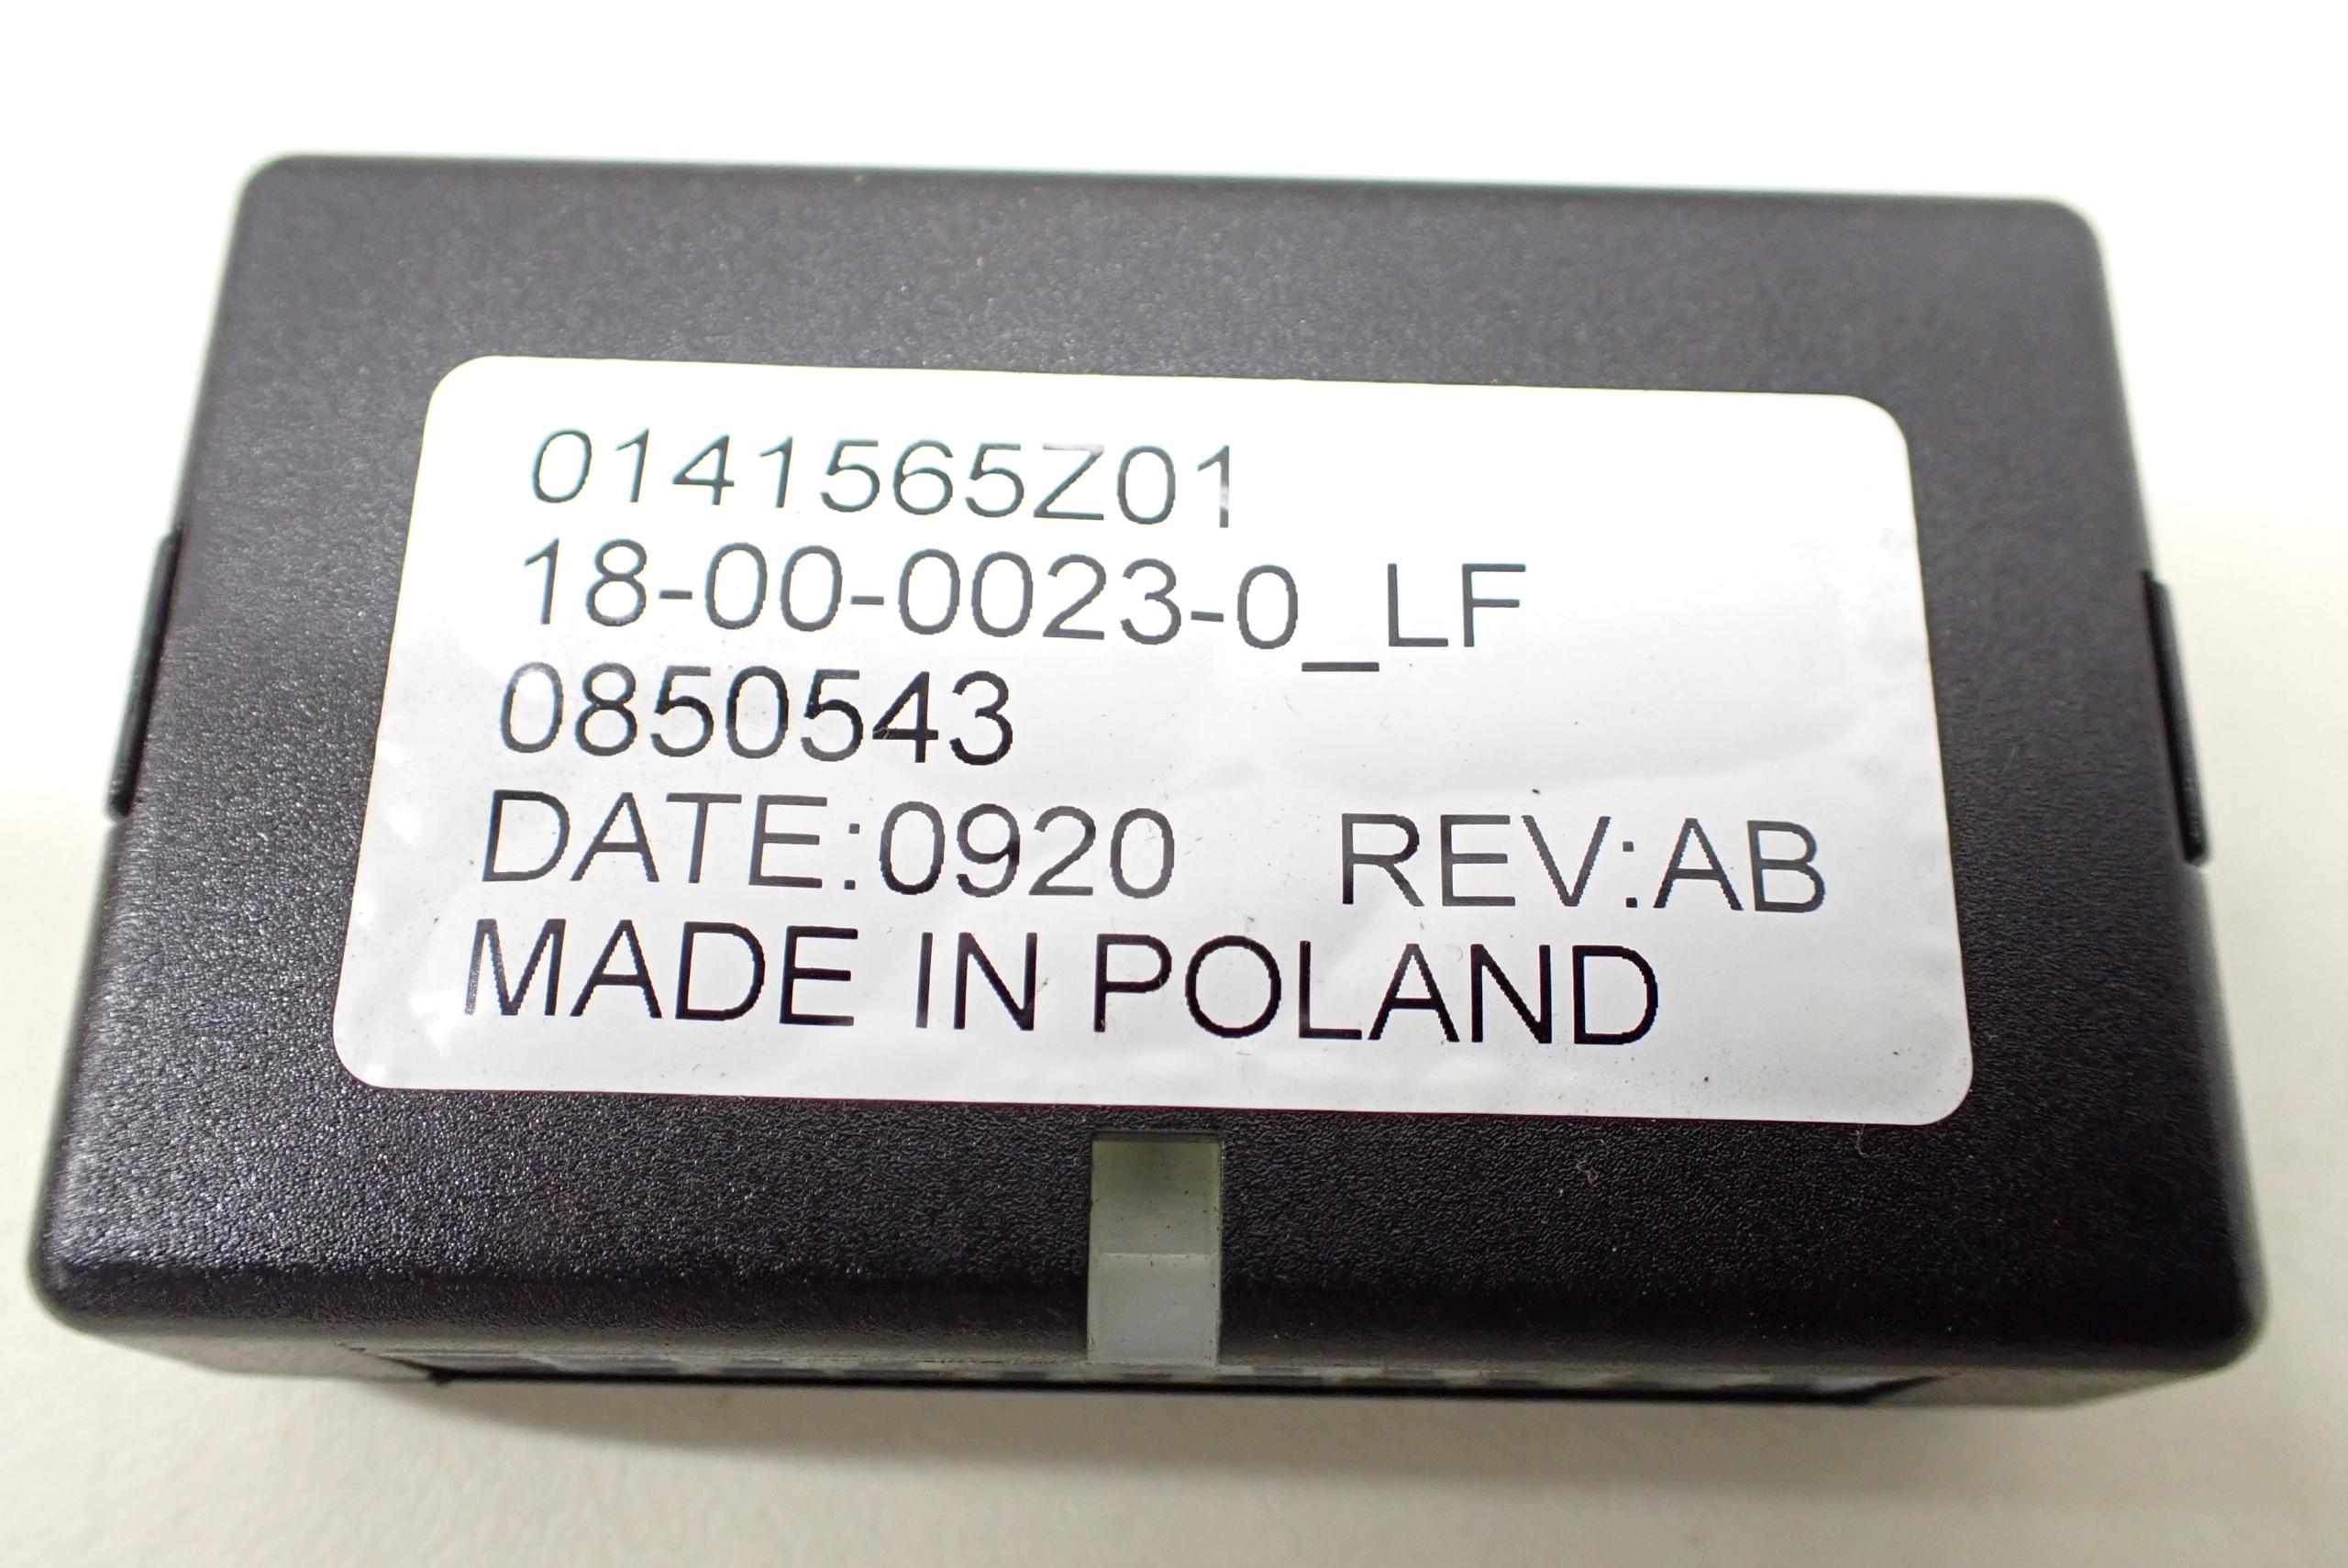 0141565Z01
18-00-0023-0_LF
0850543
DATE:0920 REV:AB
MADE IN POLAND